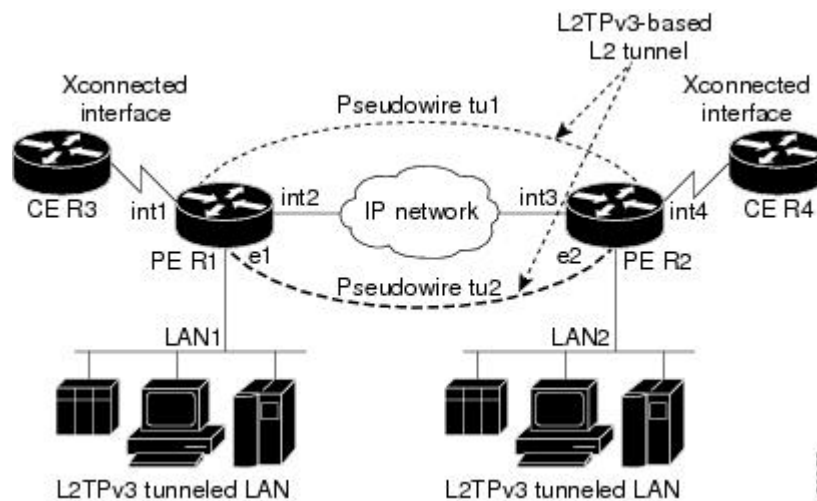 L2TPv3-based
L2 tunnel
Xconnected
interface
Xconnected
interface
Pseudowire tu1
CE R3
int1
int2
IP network
int3
int4
CE R4
PE R1
e1
e2
PE R2
Pseudowire tu2
LAN1
LAN2
L2TPv3 tunneled LAN
L2TPv3 tunneled LAN